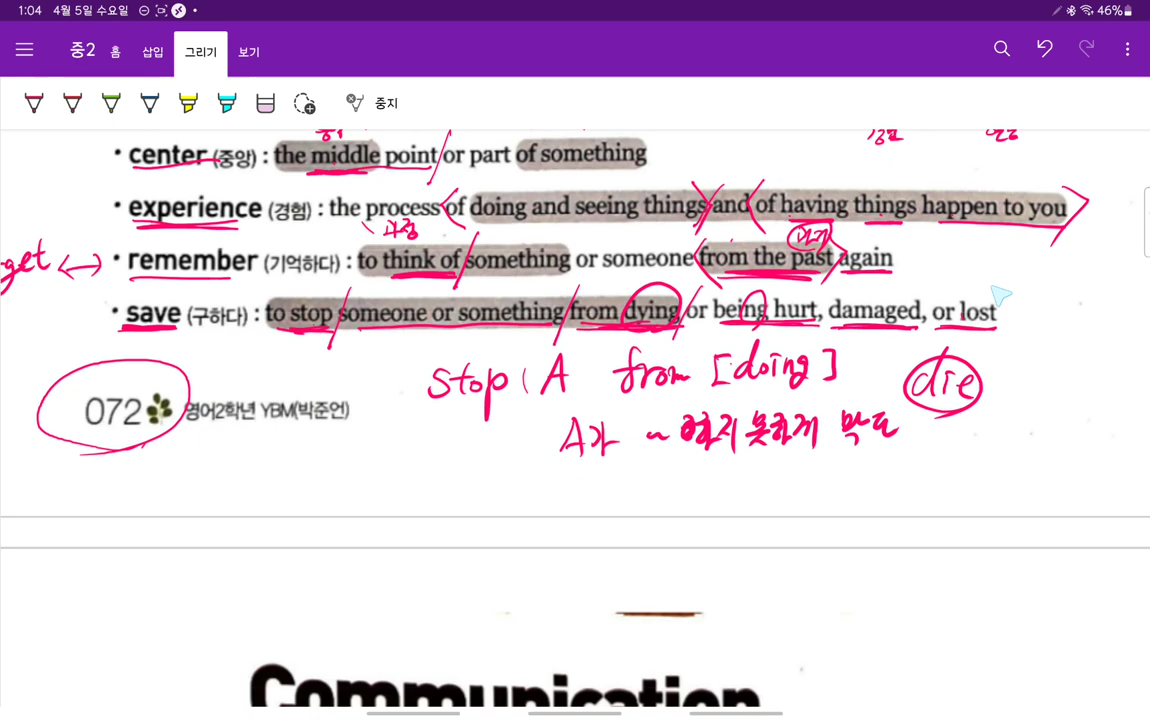 1:04 4월 5일 수요일 46%
중2 홈 삽입 그리기 보기
중지
• center (중앙) : the middle point or part of something
• experience (경험) : the process of doing and seeing things and of having things happen to you
과정
과거
get ↔ • remember (기억하다) : to think of something or someone from the past again
• save (구하다) : to stop someone or something from dying or being hurt, damaged, or lost
stop A from [doing] die
072 영어2학년 YBM(박준언)
A가 ~ 하지 못하게 막다
Communication